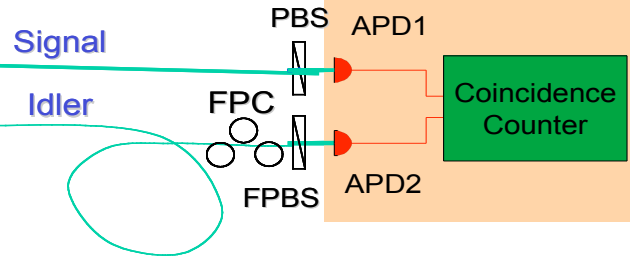 PBS
APD1
Signal
Idler
FPC
Coincidence
Counter
FPBS
APD2